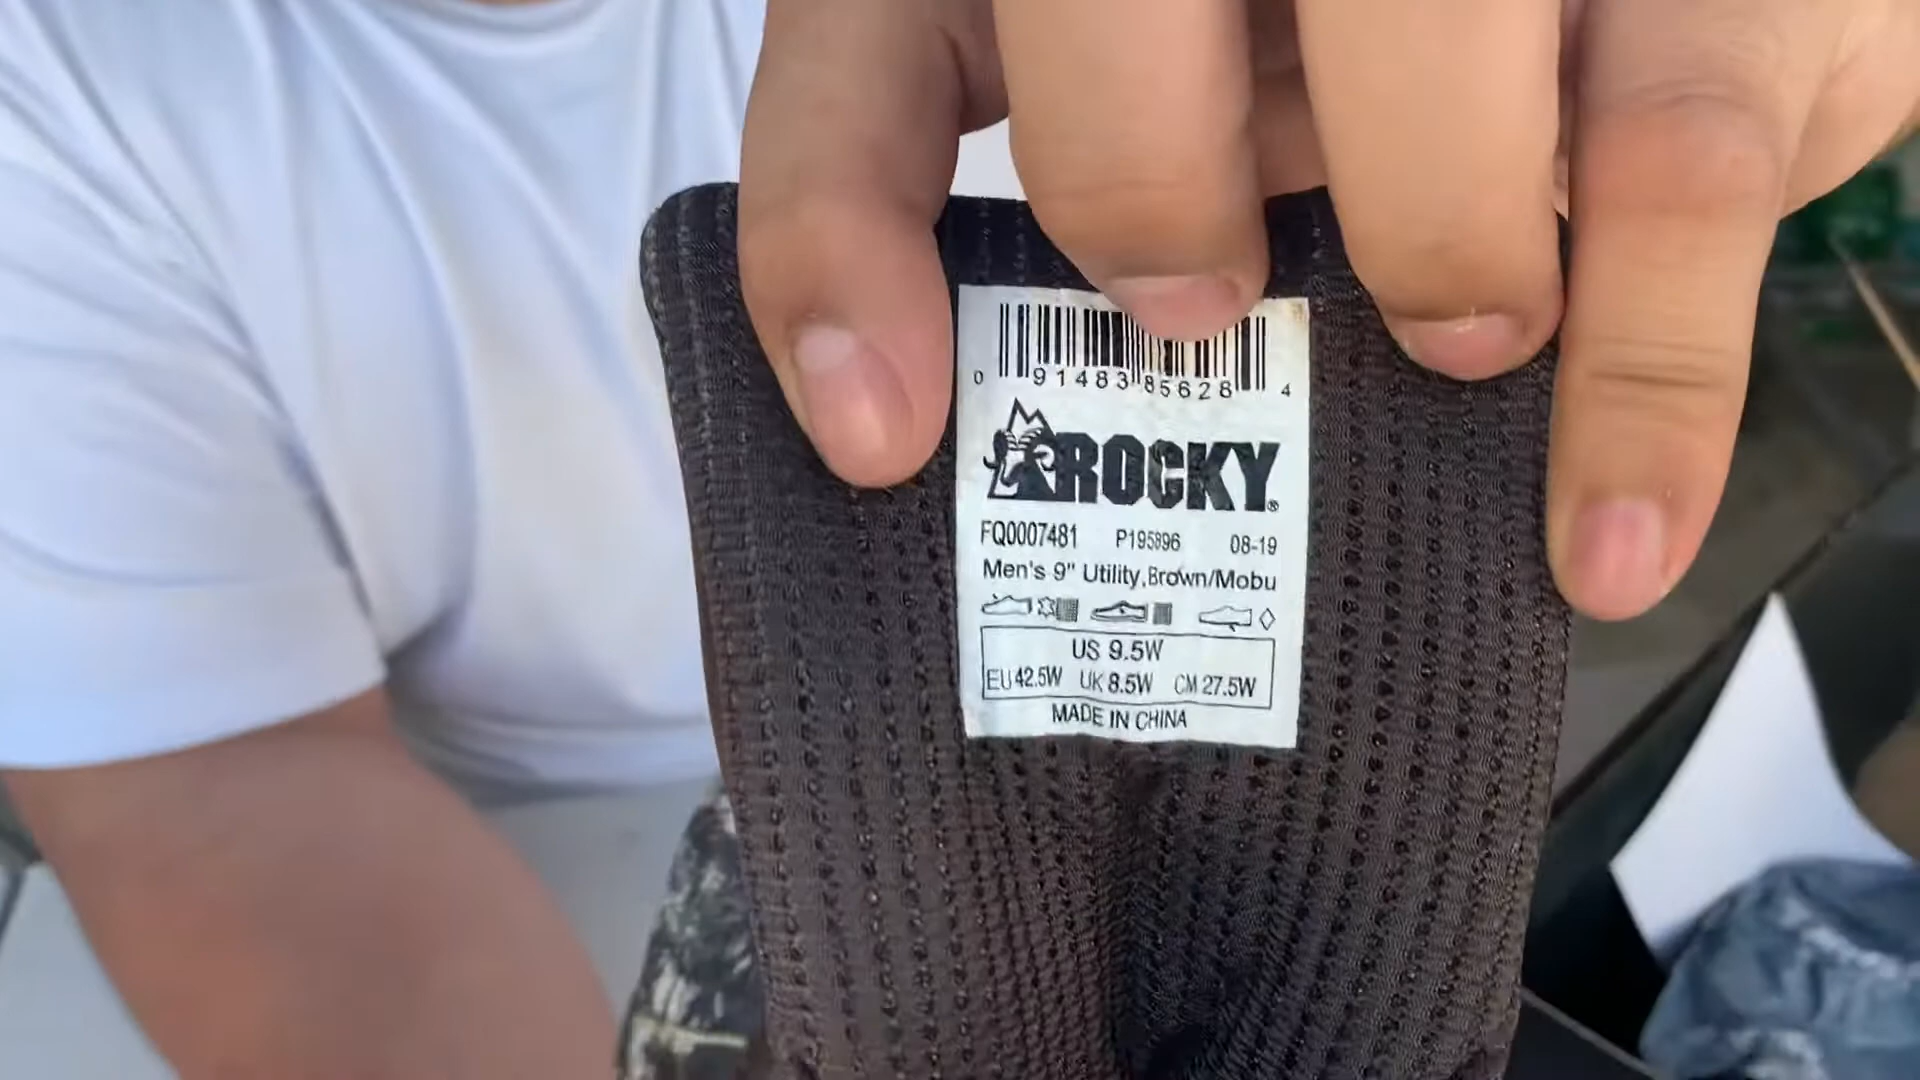 0 91483 85628 4
ROCKY®
FQ0007481 P195896 08-19
Men's 9" Utility,Brown/Mobu
US 9.5W
EU 42.5W UK 8.5W CM 27.5W
MADE IN CHINA